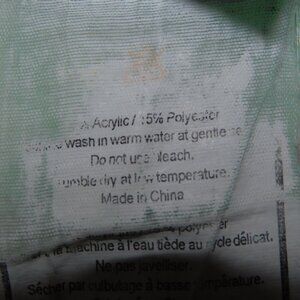 Acrylic / 15% Polyester
wash in warm water at gentle
Do not use bleach.
Tumble dry at low temperature.
Made in China
polyester
machine à l'eau tiède au cycle délicat.
Ne pas javelliser.
Sécher par culbutage à basse température.